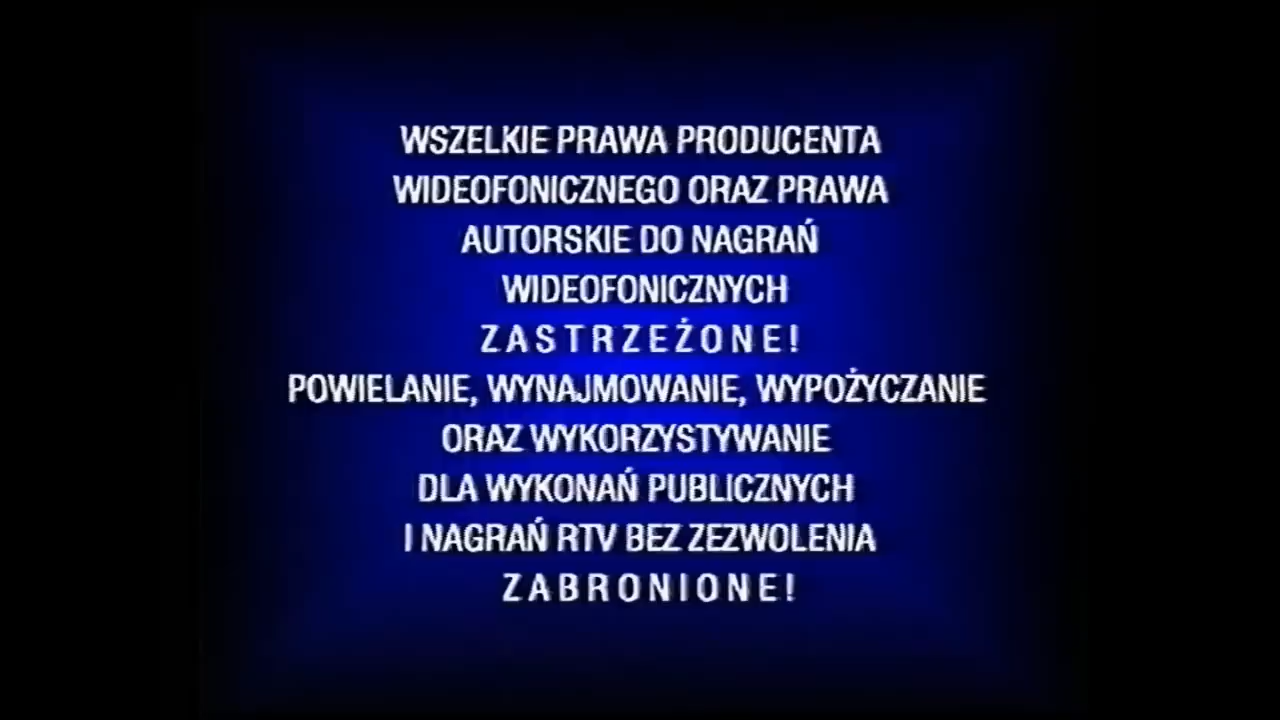 WSZELKIE PRAWA PRODUCENTA
WIDEOFONICZNEGO ORAZ PRAWA
AUTORSKIE DO NAGRAŃ
WIDEOFONICZNYCH
ZASTRZEŻONE!
POWIELANIE, WYNAJMOWANIE, WYPOŻYCZANIE
ORAZ WYKORZYSTYWANIE
DLA WYKONAŃ PUBLICZNYCH
I NAGRAŃ RTV BEZ ZEZWOLENIA
ZABRONIONE!